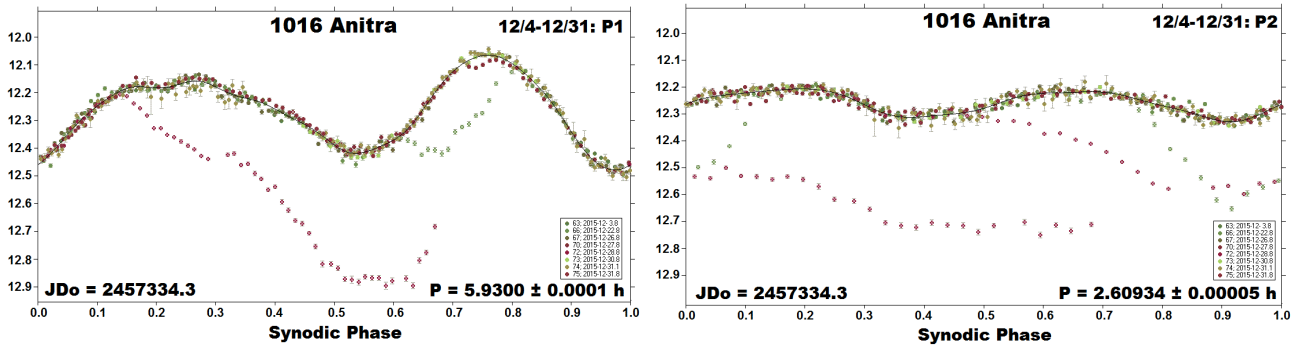 1016 Anitra
12/4-12/31: P1
12.0
12.1
12.2
12.3
12.4
12.5
12.6
12.7
12.8
12.9
63; 2015-12- 3.8
66; 2015-12-22.8
67; 2015-12-26.8
70; 2015-12-27.8
72; 2015-12-28.8
73; 2015-12-30.8
74; 2015-12-31.1
75; 2015-12-31.8
JDo = 2457334.3
P = 5.9300 ± 0.0001 h
0.0 0.1 0.2 0.3 0.4 0.5 0.6 0.7 0.8 0.9 1.0
Synodic Phase
1016 Anitra
12/4-12/31: P2
12.0
12.1
12.2
12.3
12.4
12.5
12.6
12.7
12.8
12.9
63; 2015-12- 3.8
66; 2015-12-22.8
67; 2015-12-26.8
70; 2015-12-27.8
72; 2015-12-28.8
73; 2015-12-30.8
74; 2015-12-31.1
75; 2015-12-31.8
JDo = 2457334.3
P = 2.60934 ± 0.00005 h
0.0 0.1 0.2 0.3 0.4 0.5 0.6 0.7 0.8 0.9 1.0
Synodic Phase